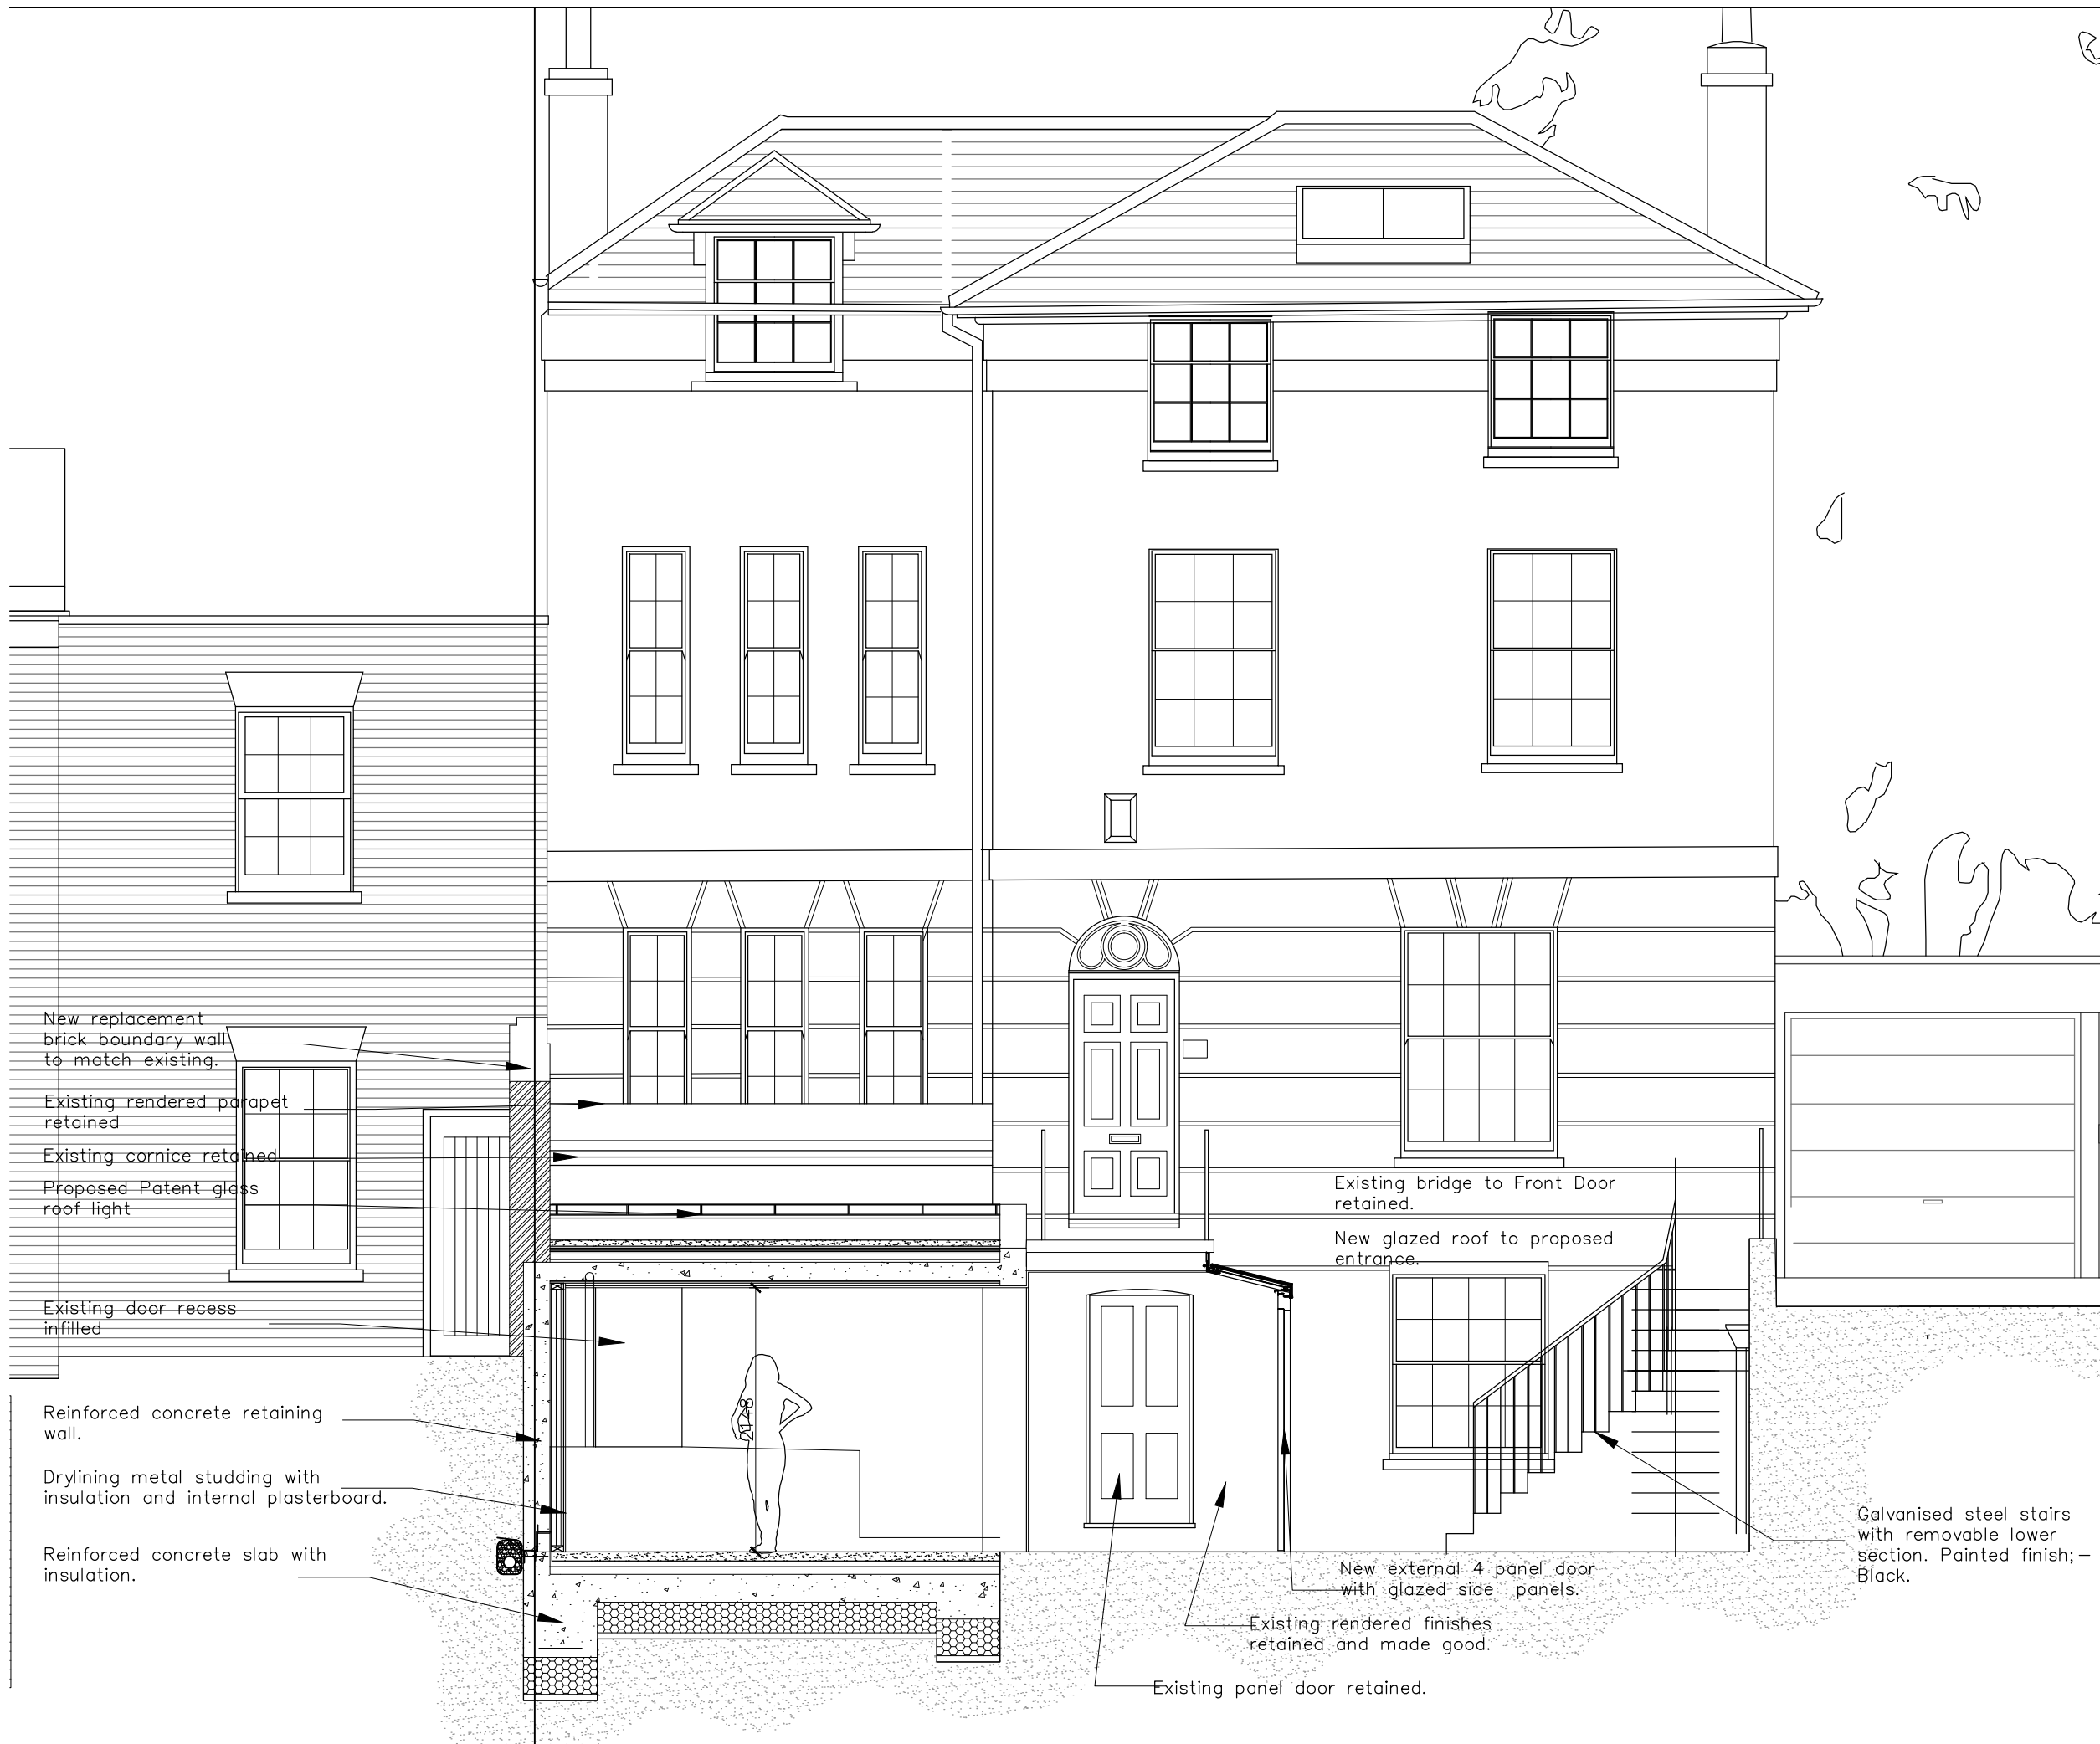 New replacement
brick boundary wall
to match existing.
Existing rendered parapet
retained
Existing cornice retained
Proposed Patent glass
roof light
Existing door recess
infilled
Reinforced concrete retaining
wall.
Drylining metal studding with
insulation and internal plasterboard.
Reinforced concrete slab with
insulation.
2148
Existing bridge to Front Door
retained.
New glazed roof to proposed
entrance.
New external 4 panel door
with glazed side panels.
Existing rendered finishes
retained and made good.
Existing panel door retained.
Galvanised steel stairs
with removable lower
section. Painted finish;–
Black.